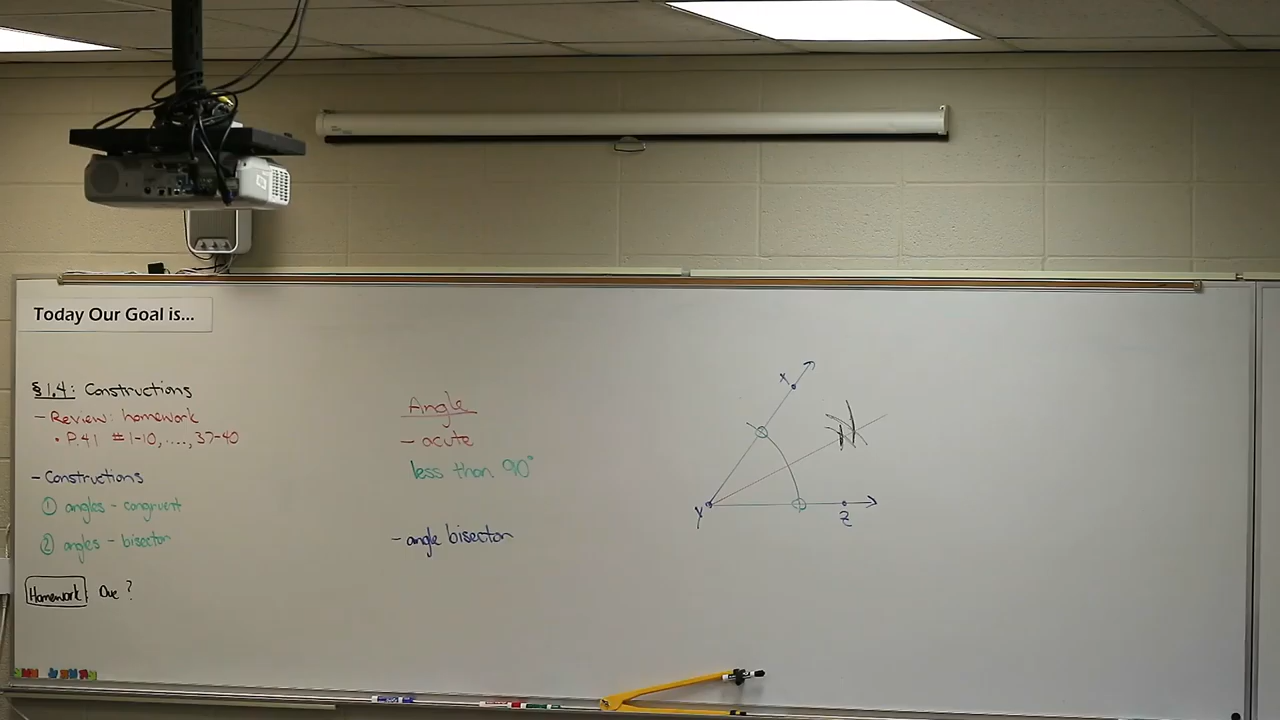 Today Our Goal is...
§1.4: Constructions
- Review: homework
• P.41 #1-10, ...., 37-40
- Constructions
① angles - congruent
② angles - bisector
Homework Due?
Angle
- acute
less than 90°
- angle bisector
X
Y
Z